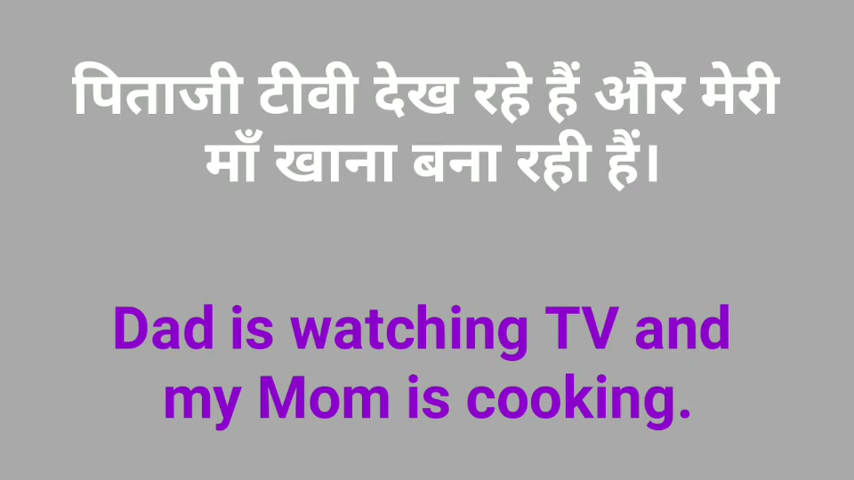 पिताजी टीवी देख रहे हैं और मेरी
माँ खाना बना रही हैं।
Dad is watching TV and
my Mom is cooking.